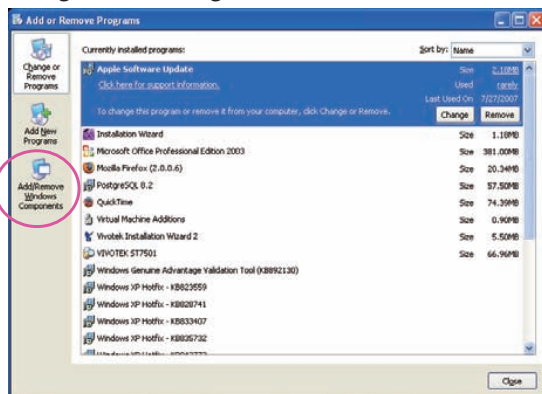 Add or Remove Programs
Change or
Remove
Programs
Add New
Programs
Add/Remove
Windows
Components
Currently installed programs:
Sort by: Name
Apple Software Update
Size 2.18MB
Click here for support information.
Used rarely
Last Used On 7/27/2007
To change this program or remove it from your computer, click Change or Remove.
Change Remove
Installation Wizard Size 1.18MB
Microsoft Office Professional Edition 2003 Size 381.00MB
Mozilla Firefox (2.0.0.6) Size 20.34MB
PostgreSQL 8.2 Size 57.50MB
QuickTime Size 74.39MB
Virtual Machine Additions Size 0.90MB
Vivotek Installation Wizard 2 Size 5.50MB
VIVOTEK ST7501 Size 66.96MB
Windows Genuine Advantage Validation Tool (KB892130)
Windows XP Hotfix - KB823559
Windows XP Hotfix - KB828741
Windows XP Hotfix - KB833407
Windows XP Hotfix - KB835732
Close